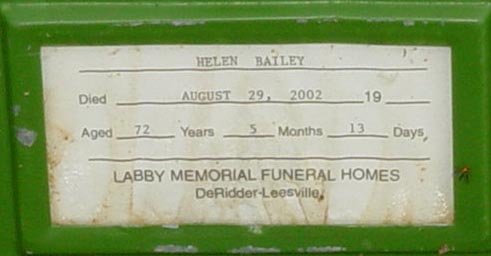 HELEN BAILEY
Died AUGUST 29, 2002 19
Aged 72 Years 5 Months 13 Days
LABBY MEMORIAL FUNERAL HOMES
DeRidder-Leesville